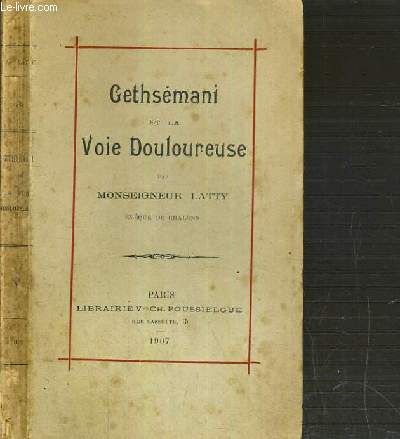 www.le-livre.com
Gethsémani
ET LA
Voie Douloureuse
PAR
MONSEIGNEUR LATTY
ÉVÊQUE DE CHALONS
PARIS
LIBRAIRIE Vve CH. POUSSIELGUE
RUE CASSETTE, 15
1907